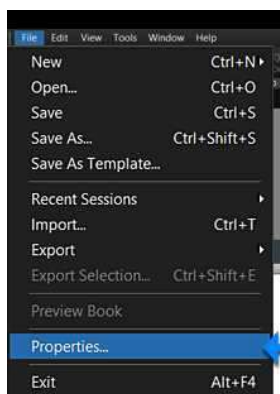 File Edit View Tools Window Help
New Ctrl+N
Open... Ctrl+O
Save Ctrl+S
Save As... Ctrl+Shift+S
Save As Template...
Recent Sessions
Import... Ctrl+T
Export
Export Selection... Ctrl+Shift+E
Preview Book
Properties...
Exit Alt+F4